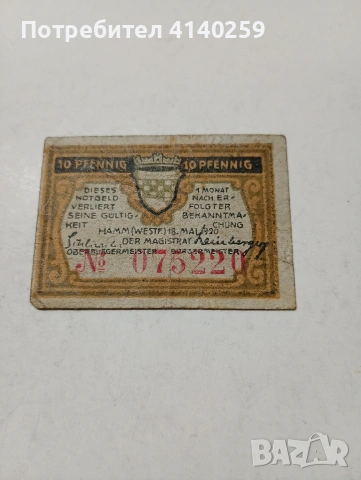 Потребител 4140259
10 PFENNIG 10 PFENNIG
DIESES 1 MONAT
NOTGELD NACH ER-
VERLIERT FOLGTER
SEINE GÜLTIG- BEKANNTMA-
KEIT CHUNG
HAMM (WESTF.) 18. MAI 1920
DER MAGISTRAT
OBERBÜRGERMEISTER BÜRGERMEISTER
№ 075220
BAZAR